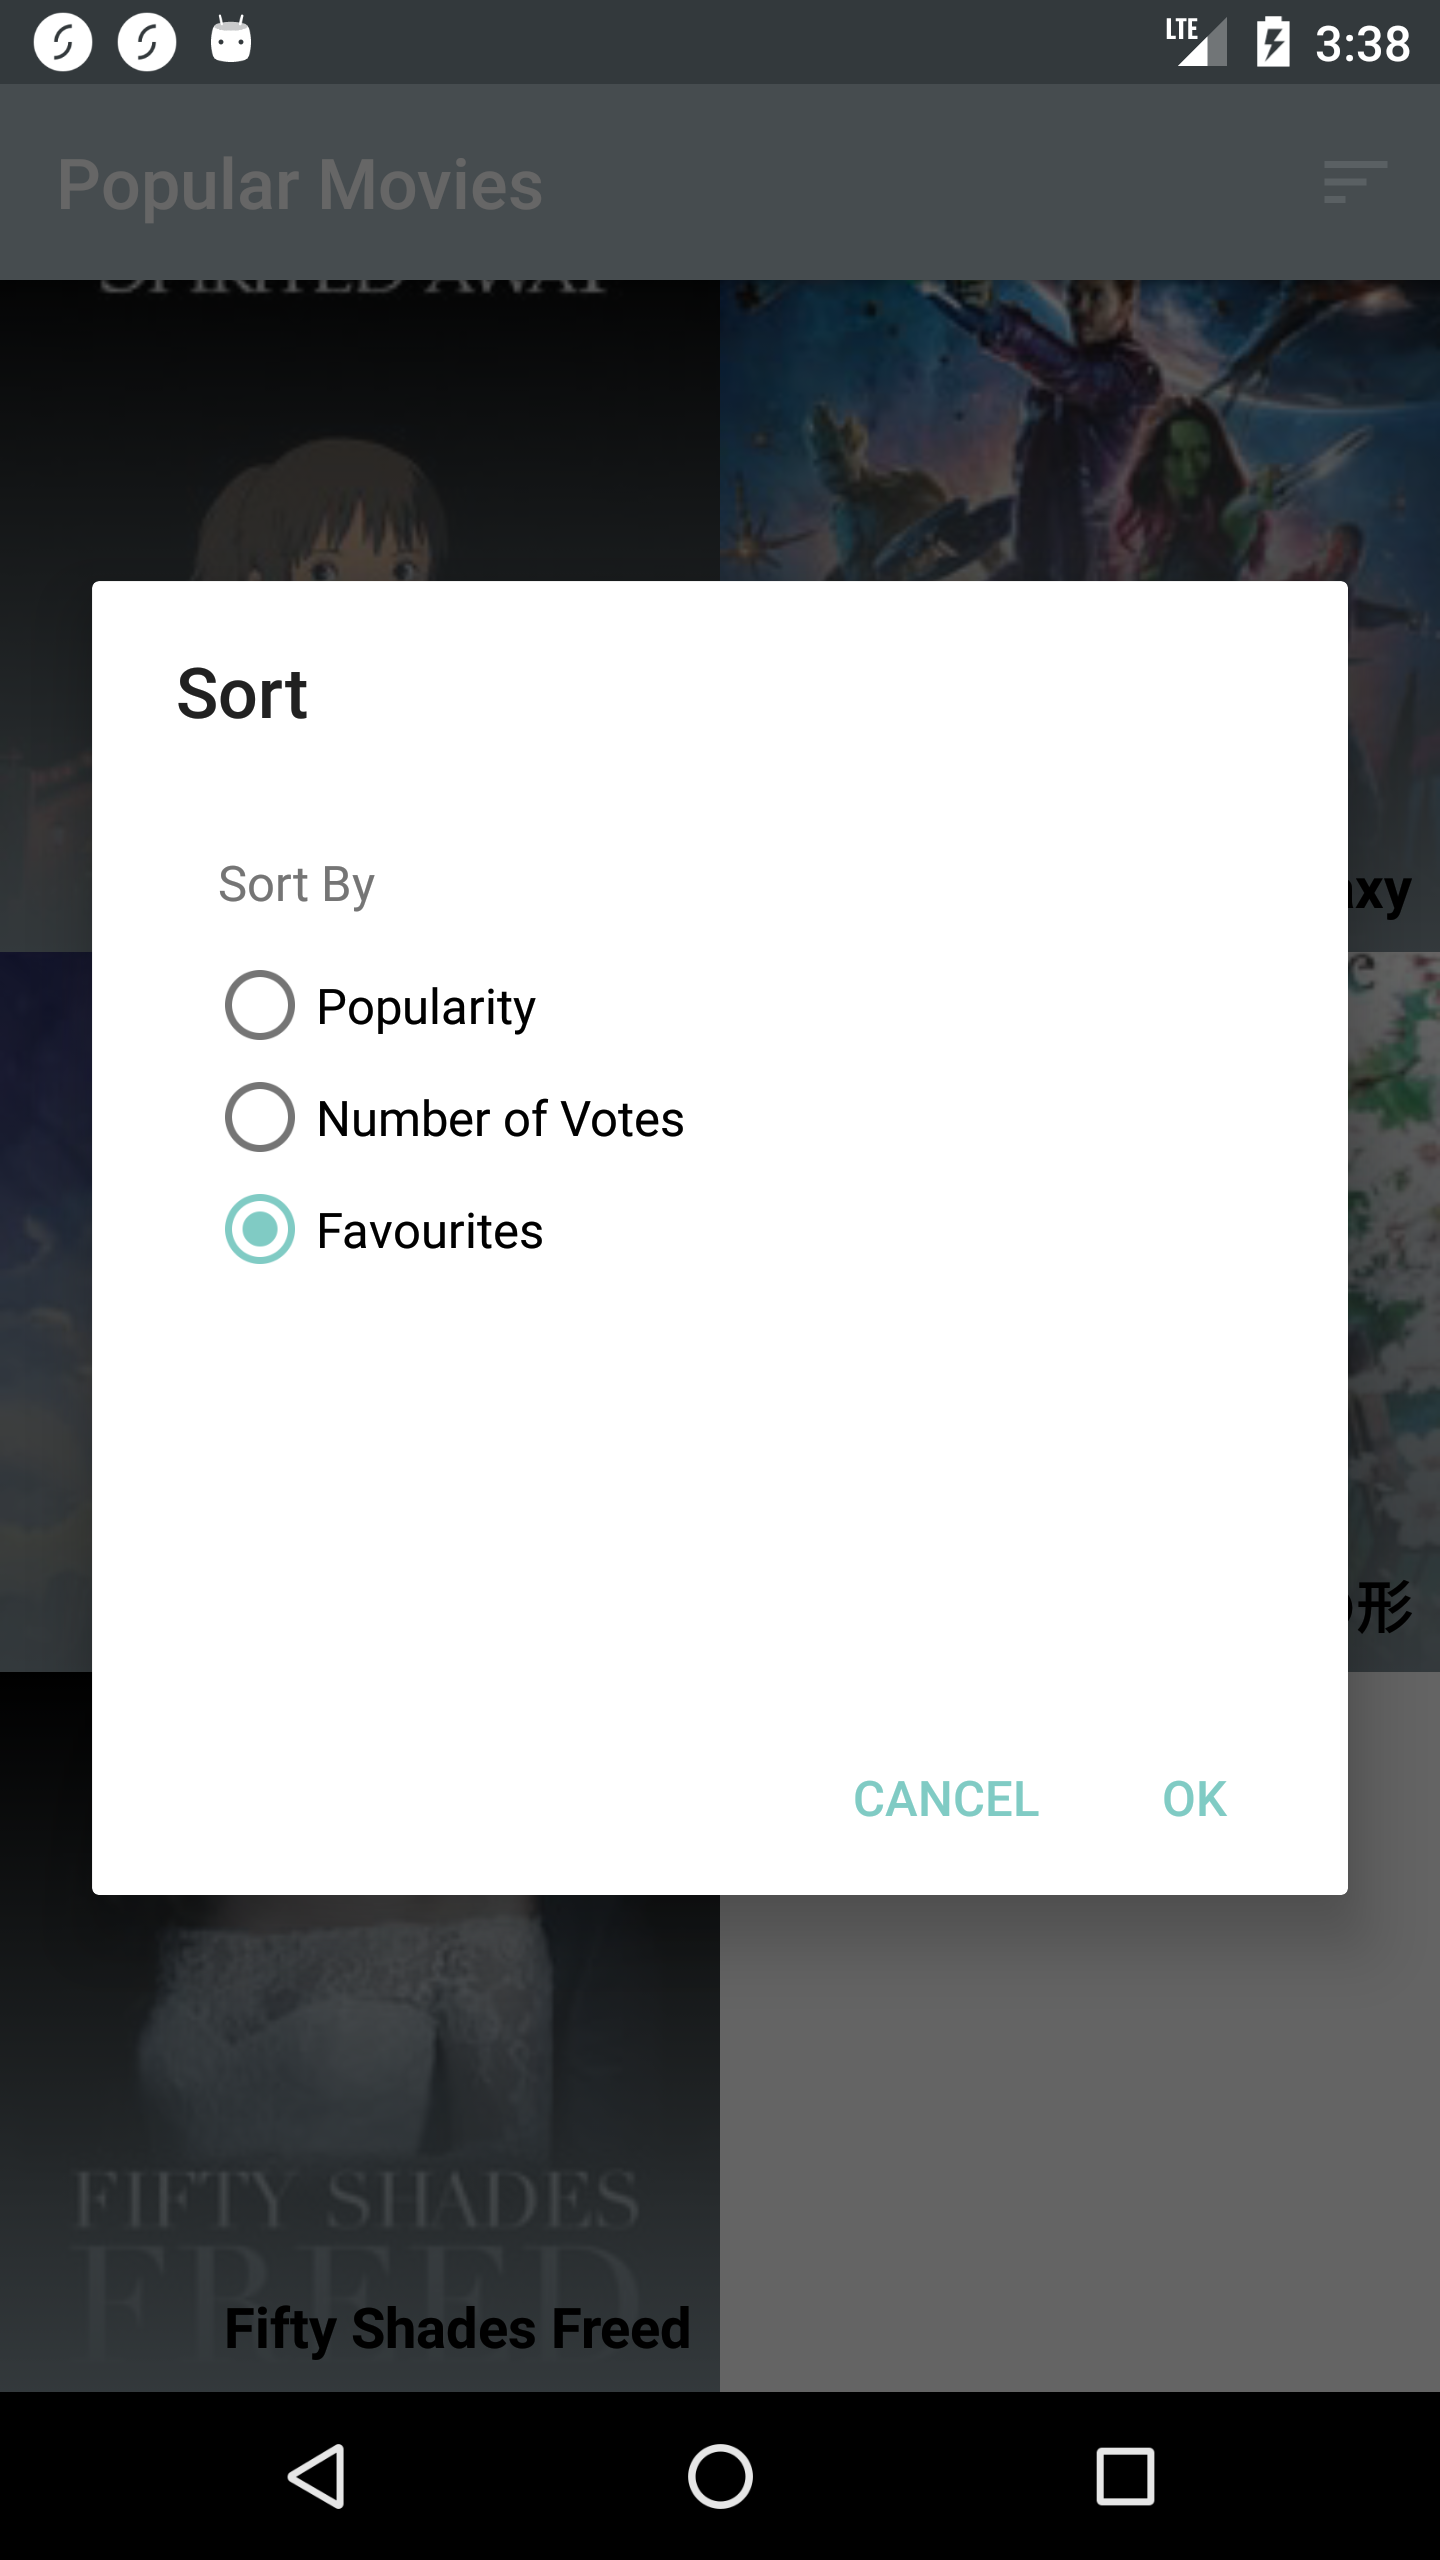 LTE 3:38
Popular Movies
SPIRITED AWAY
Sort
Sort By
axy
Popularity
Number of Votes
Favourites
形
CANCEL OK
FIFTY SHADES
FREED
Fifty Shades Freed